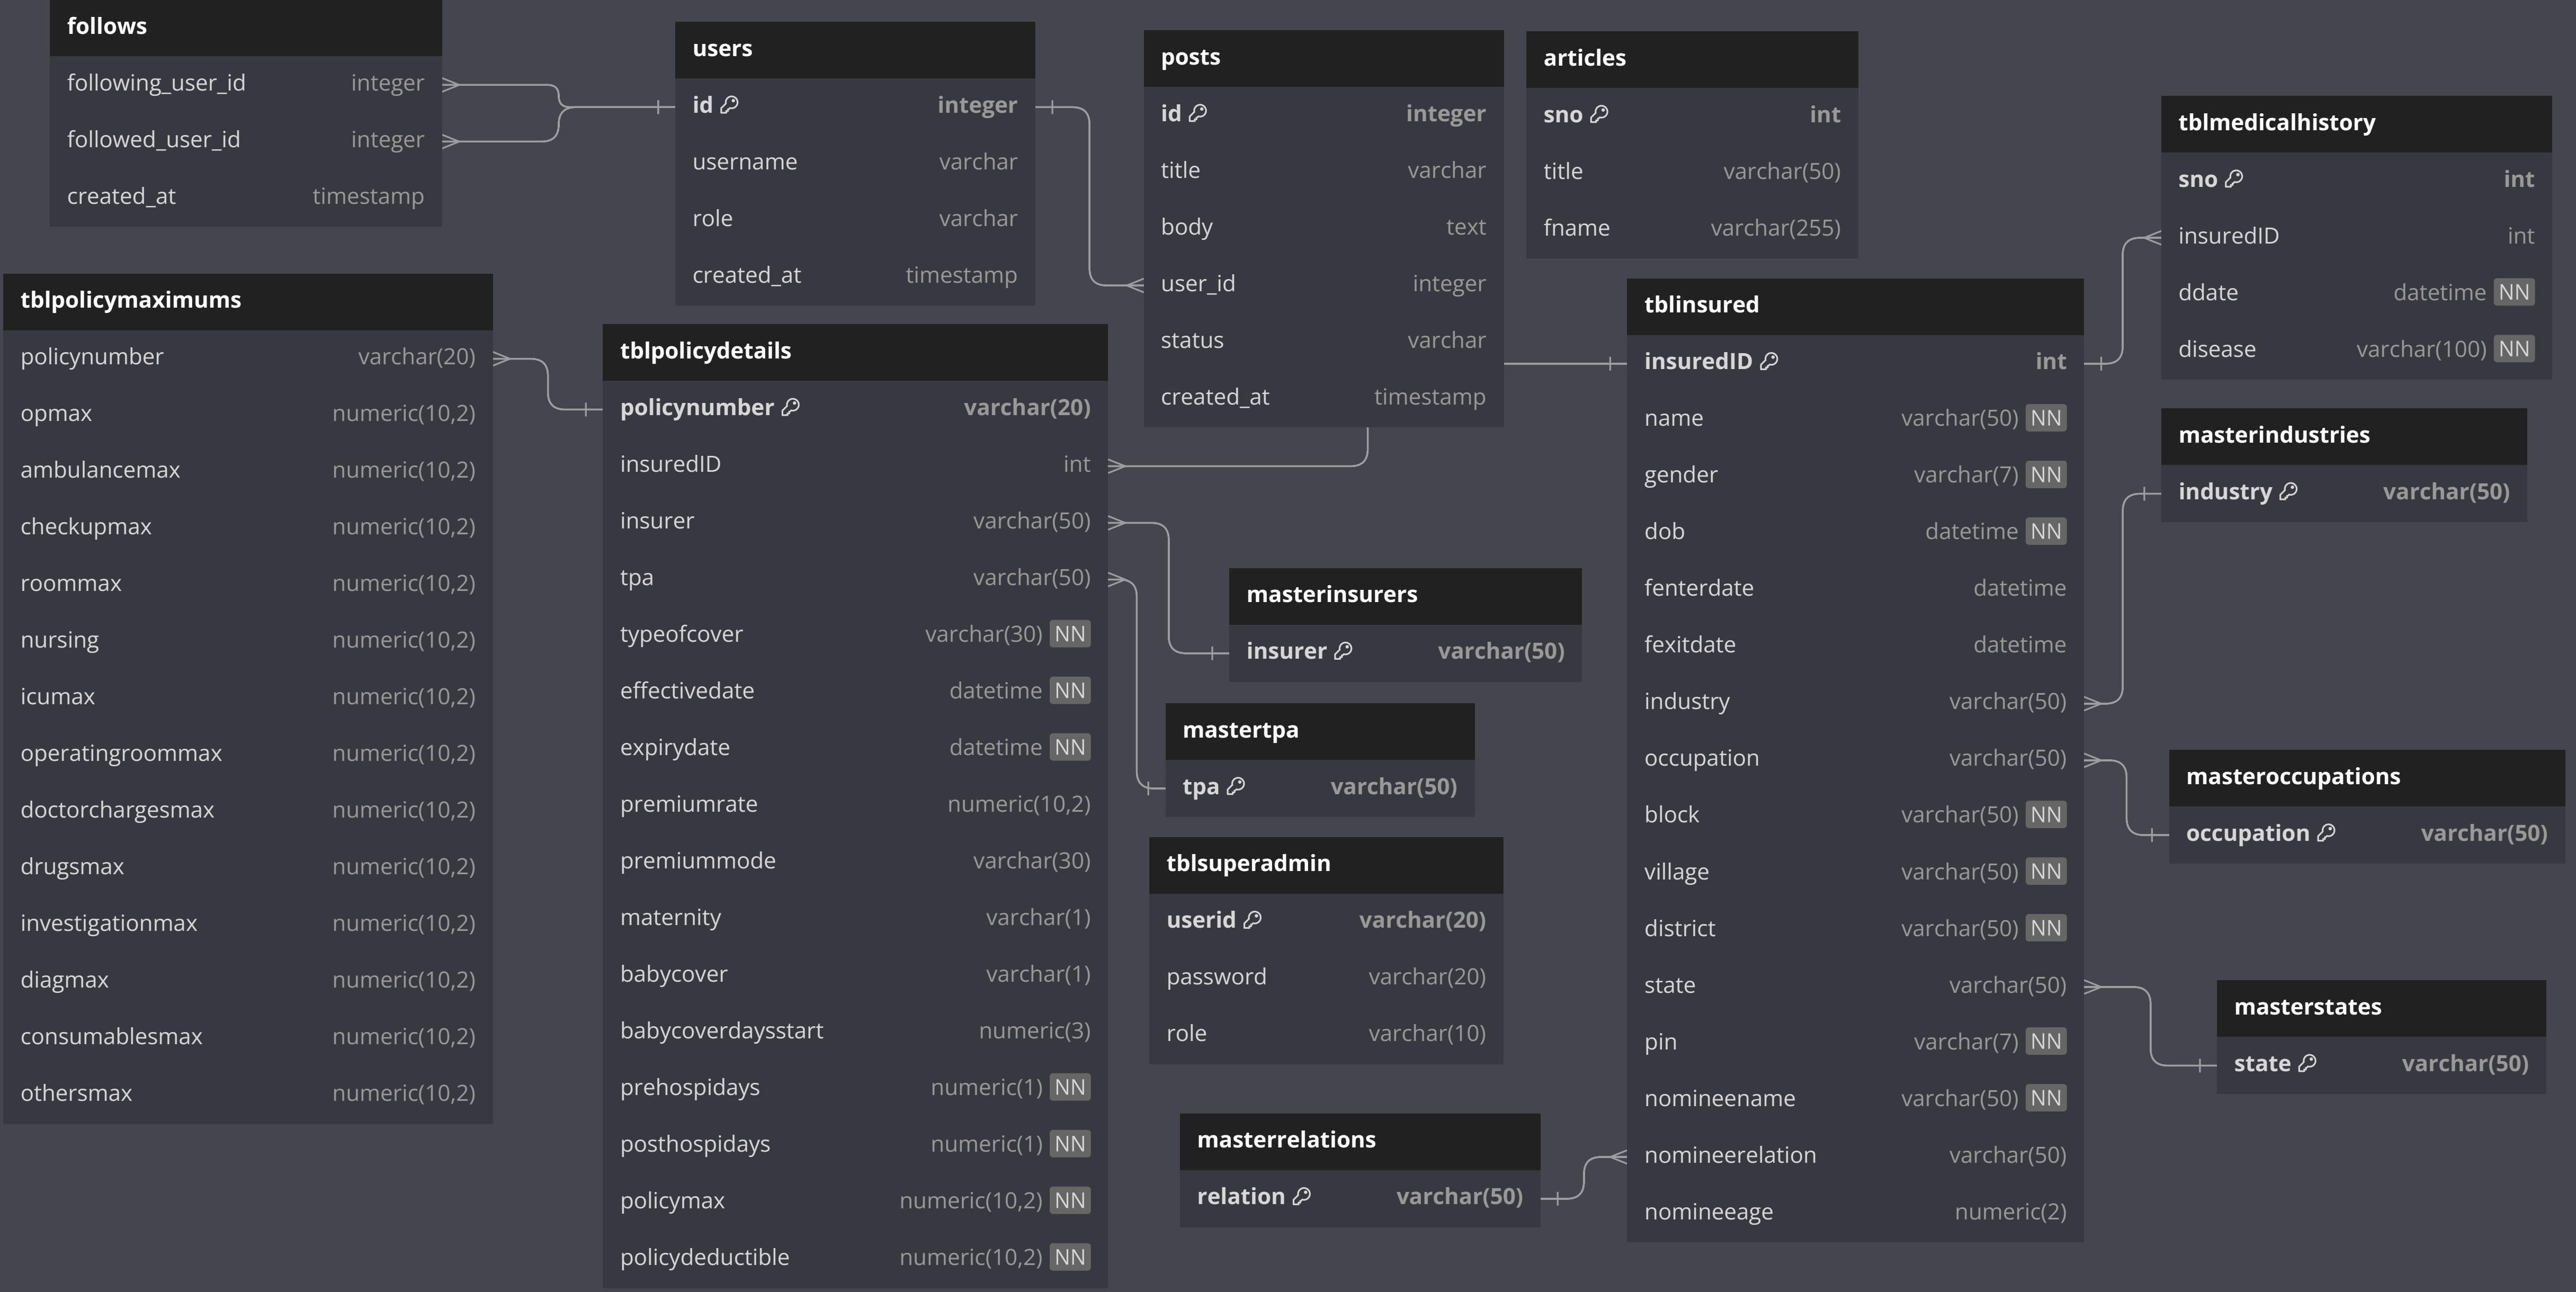 follows
following_user_id integer
followed_user_id integer
created_at timestamp
users
id integer
username varchar
role varchar
created_at timestamp
posts
id integer
title varchar
body text
user_id integer
status varchar
created_at timestamp
articles
sno int
title varchar(50)
fname varchar(255)
tblmedicalhistory
sno int
insuredID int
ddate datetime NN
disease varchar(100) NN
tblpolicymaximums
policynumber varchar(20)
opmax numeric(10,2)
ambulancemax numeric(10,2)
checkupmax numeric(10,2)
roommax numeric(10,2)
nursing numeric(10,2)
icumax numeric(10,2)
operatingroommax numeric(10,2)
doctorchargesmax numeric(10,2)
drugsmax numeric(10,2)
investigationmax numeric(10,2)
diagmax numeric(10,2)
consumablesmax numeric(10,2)
othersmax numeric(10,2)
tblpolicydetails
policynumber varchar(20)
insuredID int
insurer varchar(50)
tpa varchar(50)
typeofcover varchar(30) NN
effectivedate datetime NN
expirydate datetime NN
premiumrate numeric(10,2)
premiummode varchar(30)
maternity varchar(1)
babycover varchar(1)
babycoverdaysstart numeric(3)
prehospidays numeric(1) NN
posthospidays numeric(1) NN
policymax numeric(10,2) NN
policydeductible numeric(10,2) NN
masterinsurers
insurer varchar(50)
mastertpa
tpa varchar(50)
tblsuperadmin
userid varchar(20)
password varchar(20)
role varchar(10)
masterrelations
relation varchar(50)
tblinsured
insuredID int
name varchar(50) NN
gender varchar(7) NN
dob datetime NN
fenterdate datetime
fexitdate datetime
industry varchar(50)
occupation varchar(50)
block varchar(50) NN
village varchar(50) NN
district varchar(50) NN
state varchar(50)
pin varchar(7) NN
nomineename varchar(50) NN
nomineerelation varchar(50)
nomineeage numeric(2)
masterindustries
industry varchar(50)
masteroccupations
occupation varchar(50)
masterstates
state varchar(50)